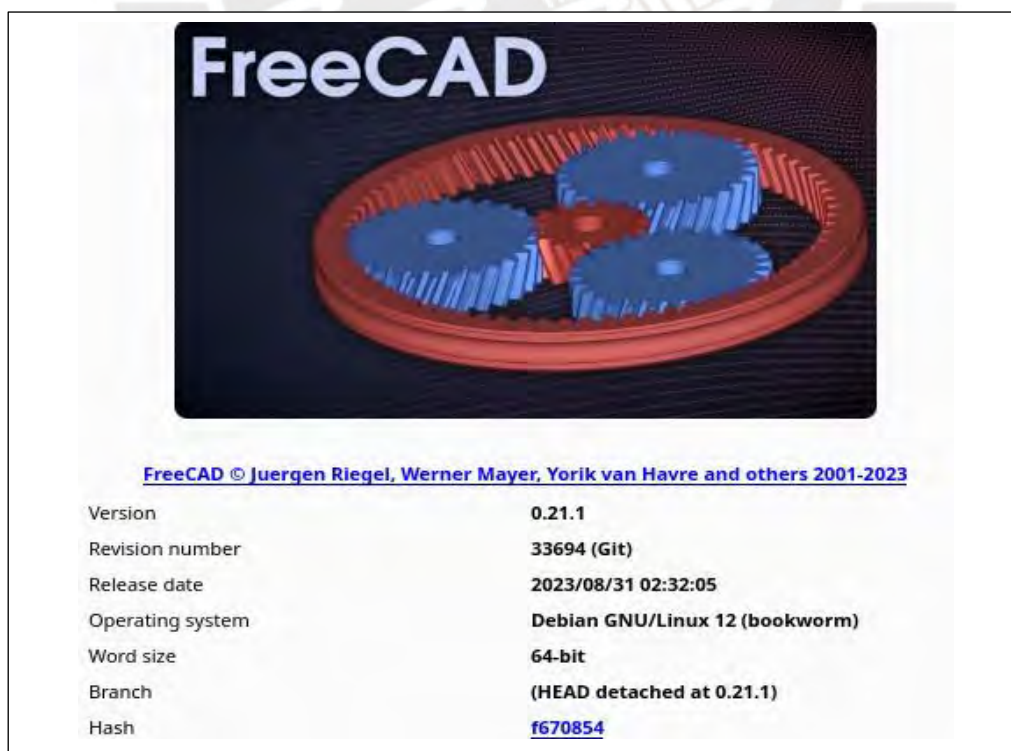 FreeCAD
FreeCAD © Juergen Riegel, Werner Mayer, Yorik van Havre and others 2001-2023
Version 0.21.1
Revision number 33694 (Git)
Release date 2023/08/31 02:32:05
Operating system Debian GNU/Linux 12 (bookworm)
Word size 64-bit
Branch (HEAD detached at 0.21.1)
Hash f670854